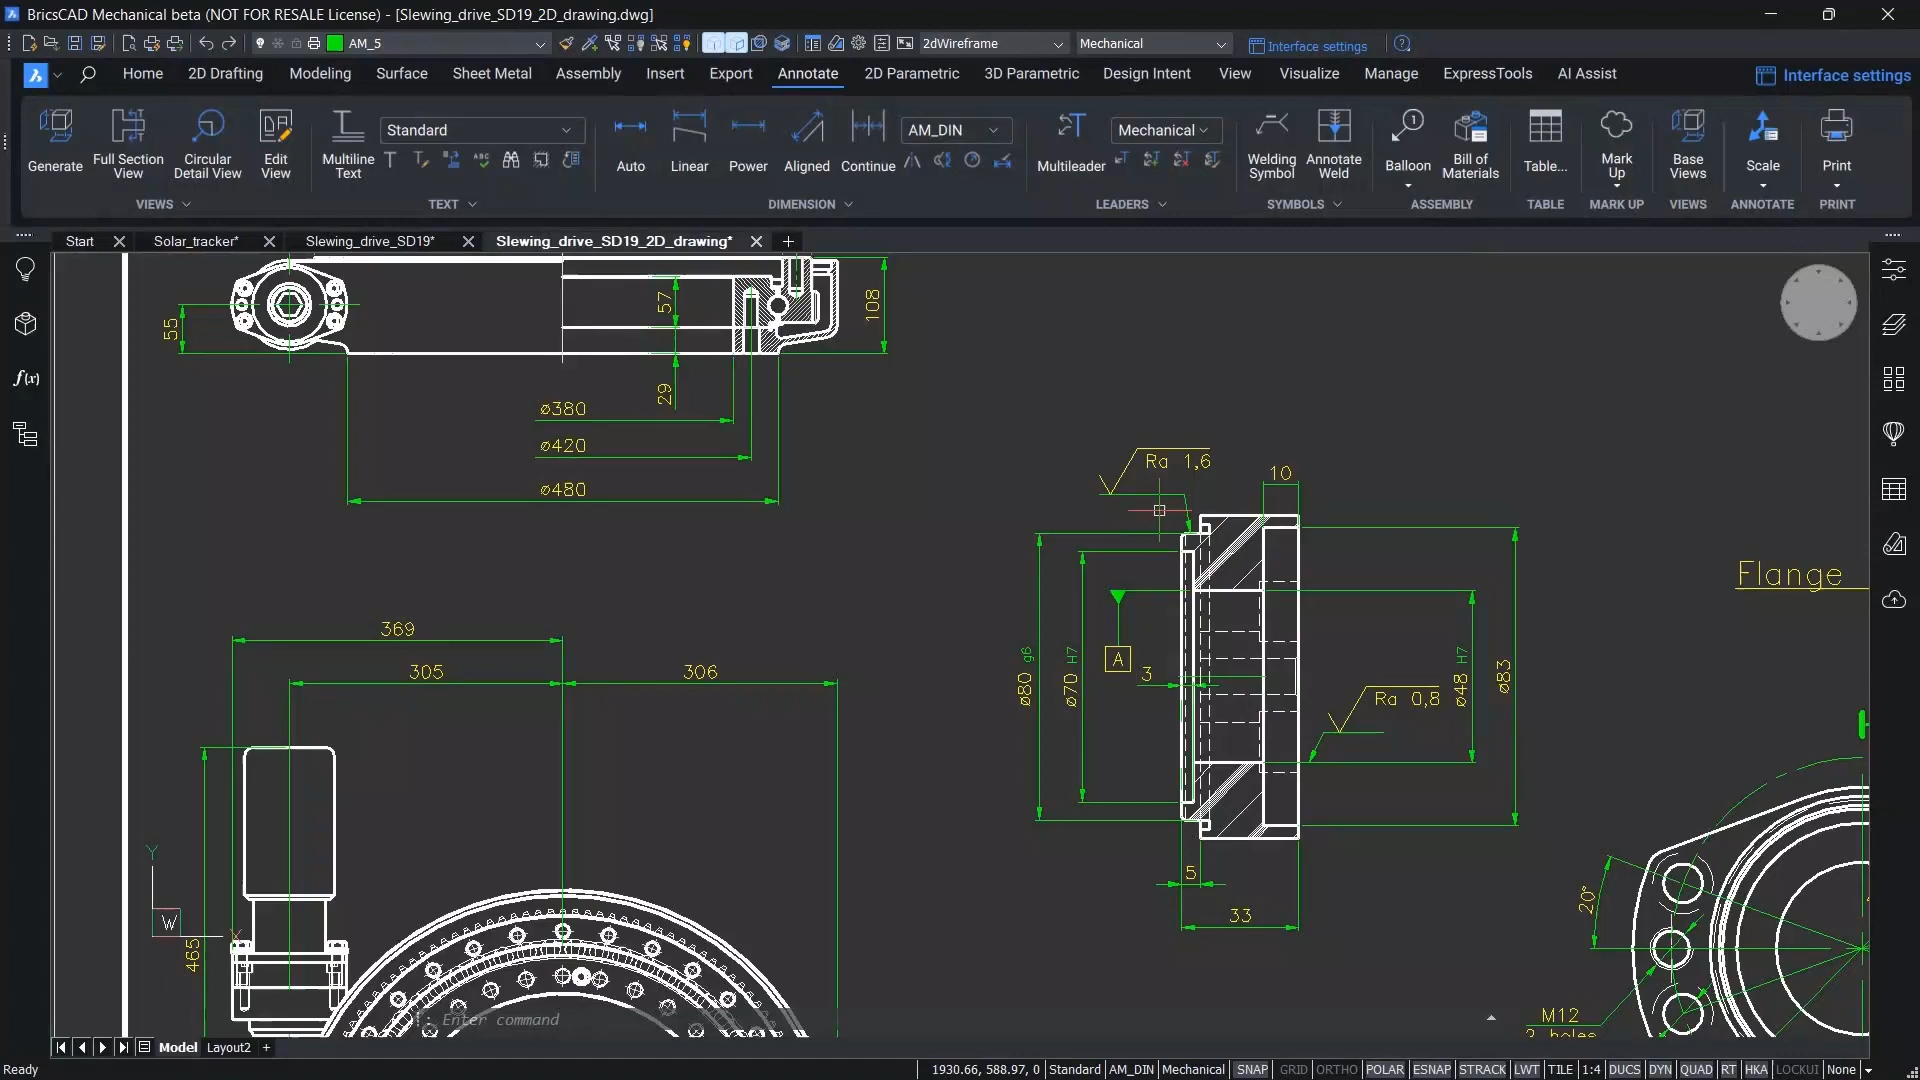 BricsCAD Mechanical beta (NOT FOR RESALE License) - [Slewing_drive_SD19_2D_drawing.dwg]
AM_5
2dWireframe
Mechanical
Interface settings
Home
2D Drafting
Modeling
Surface
Sheet Metal
Assembly
Insert
Export
Annotate
2D Parametric
3D Parametric
Design Intent
View
Visualize
Manage
ExpressTools
AI Assist
Interface settings
Generate
Full Section View
Circular Detail View
Edit View
Multiline Text
Standard
Auto
Linear
Power
Aligned
Continue
AM_DIN
Multileader
Mechanical
Welding Symbol
Annotate Weld
Balloon
Bill of Materials
Table...
Mark Up
Base Views
Scale
Print
VIEWS
TEXT
DIMENSION
LEADERS
SYMBOLS
ASSEMBLY
TABLE
MARK UP
VIEWS
ANNOTATE
PRINT
Start
Solar_tracker*
Slewing_drive_SD19*
Slewing_drive_SD19_2D_drawing*
f(x)
55
57
108
29
ø380
ø420
ø480
Ra 1,6
10
Flange
369
305
306
ø80 g6
ø70 H7
A
3
Ra 0,8
ø48 H7
ø83
5
33
465
Y
W
X
20°
M12
: Enter command
Model
Layout2
Ready
1930.66, 588.97, 0
Standard
AM_DIN
Mechanical
SNAP
GRID
ORTHO
POLAR
ESNAP
STRACK
LWT
TILE
1:4
DUCS
DYN
QUAD
RT
HKA
LOCKUI
None